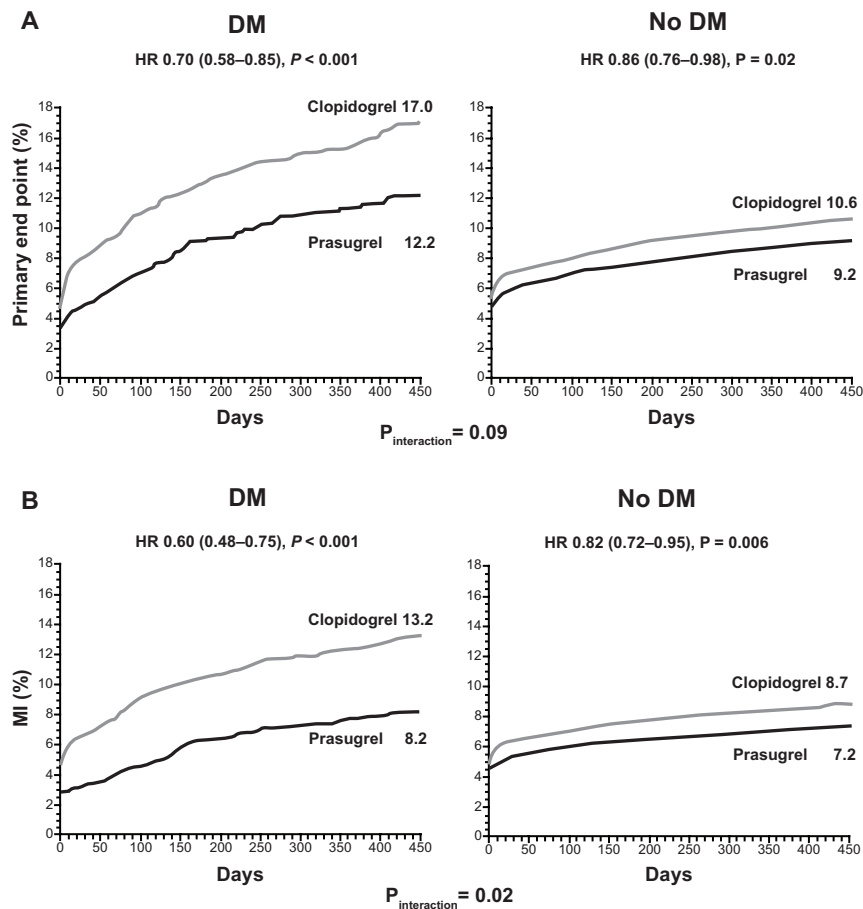 A
DM
No DM
HR 0.70 (0.58–0.85), P < 0.001
HR 0.86 (0.76–0.98), P = 0.02
Primary end point (%)
18
16
14
12
10
8
6
4
2
0
Clopidogrel 17.0
Prasugrel 12.2
0 50 100 150 200 250 300 350 400 450
Days
18
16
14
12
10
8
6
4
2
0
Clopidogrel 10.6
Prasugrel 9.2
0 50 100 150 200 250 300 350 400 450
Days
Pinteraction = 0.09
B
DM
No DM
HR 0.60 (0.48–0.75), P < 0.001
HR 0.82 (0.72–0.95), P = 0.006
MI (%)
18
16
14
12
10
8
6
4
2
0
Clopidogrel 13.2
Prasugrel 8.2
0 50 100 150 200 250 300 350 400 450
Days
18
16
14
12
10
8
6
4
2
0
Clopidogrel 8.7
Prasugrel 7.2
0 50 100 150 200 250 300 350 400 450
Days
Pinteraction = 0.02